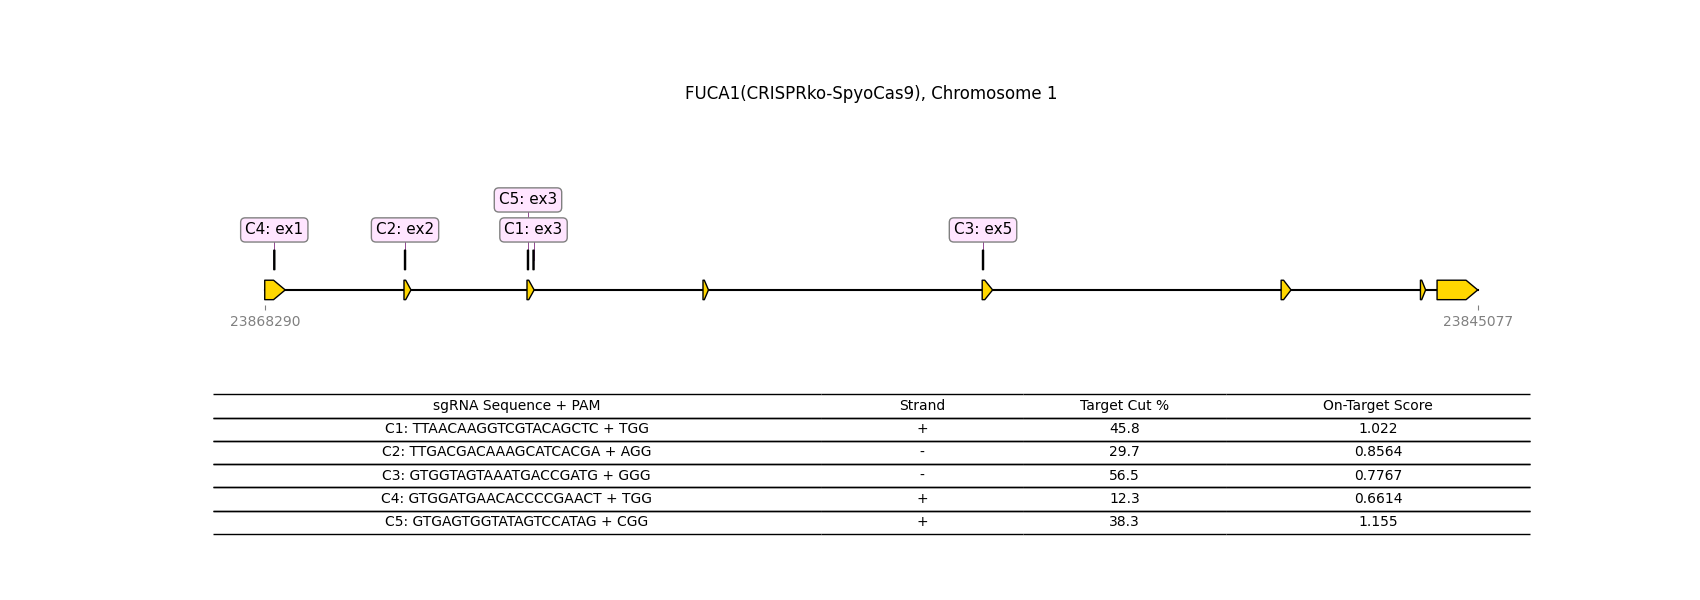 FUCA1(CRISPRko-SpyoCas9), Chromosome 1
C5: ex3
C4: ex1 C2: ex2 C1: ex3 C3: ex5
23868290 23845077
sgRNA Sequence + PAM Strand Target Cut % On-Target Score
C1: TTAACAAGGTCGTACAGCTC + TGG + 45.8 1.022
C2: TTGACGACAAAGCATCACGA + AGG - 29.7 0.8564
C3: GTGGTAGTAAATGACCGATG + GGG - 56.5 0.7767
C4: GTGGATGAACACCCCGAACT + TGG + 12.3 0.6614
C5: GTGAGTGGTATAGTCCATAG + CGG + 38.3 1.155